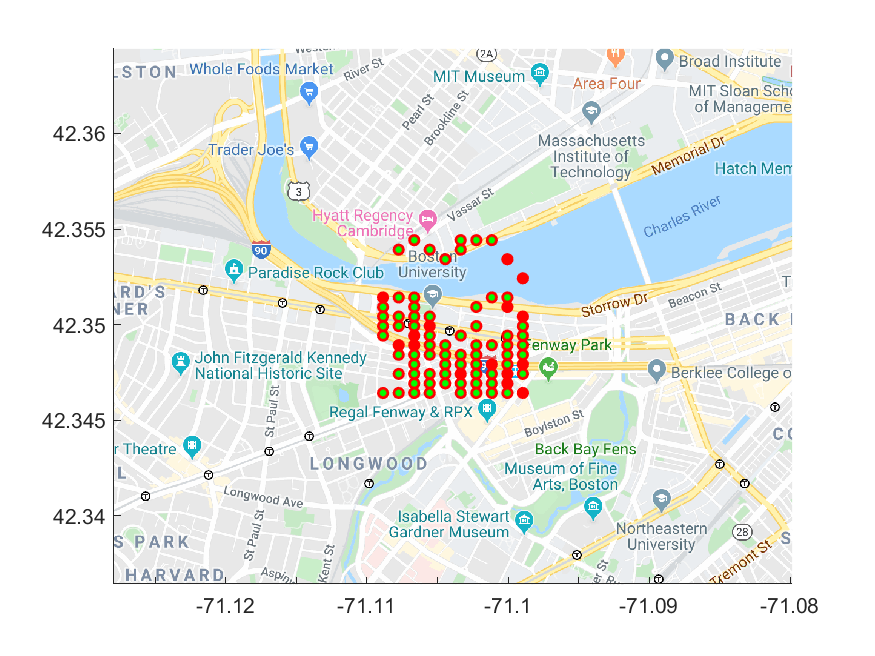 LSTON
Whole Foods Market
River St
2A
MIT Museum
Broad Institute
Area Four
MIT Sloan Sch
of Manageme
42.36
Pearl St
Brookline St
Massachusetts
Institute of
Technology
Trader Joe's
Memorial Dr
Hatch Mem
3
Vassar St
Hyatt Regency
Cambridge
Charles River
42.355
90
Paradise Rock Club
Boston
University
ARD'S
NER
Storrow Dr
Beacon St
BACK
42.35
Fenway Park
John Fitzgerald Kennedy
National Historic Site
Berklee College o
St Paul St
Regal Fenway & RPX
42.345
Boylston St
r Theatre
LONGWOOD
Back Bay Fens
Museum of Fine
Arts, Boston
Longwood Ave
42.34
Isabella Stewart
Gardner Museum
Northeastern
University
28
S PARK
St Paul St
Kent St
Tremont St
HARVARD
-71.12
-71.11
-71.1
-71.09
-71.08